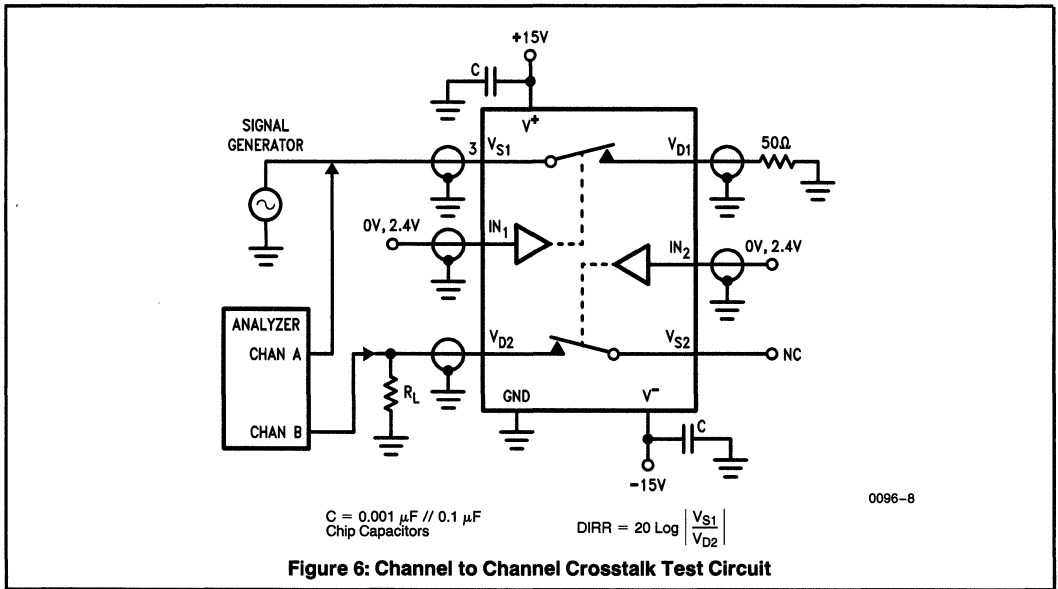 +15V
C
V+
SIGNAL
GENERATOR
3
VS1
VD1
50Ω
0V, 2.4V
IN1
IN2
0V, 2.4V
ANALYZER
CHAN A
CHAN B
RL
VD2
VS2
NC
GND
V−
C
−15V
0096–8
C = 0.001 μF // 0.1 μF
Chip Capacitors
DIRR = 20 Log |VS1/VD2|
Figure 6: Channel to Channel Crosstalk Test Circuit